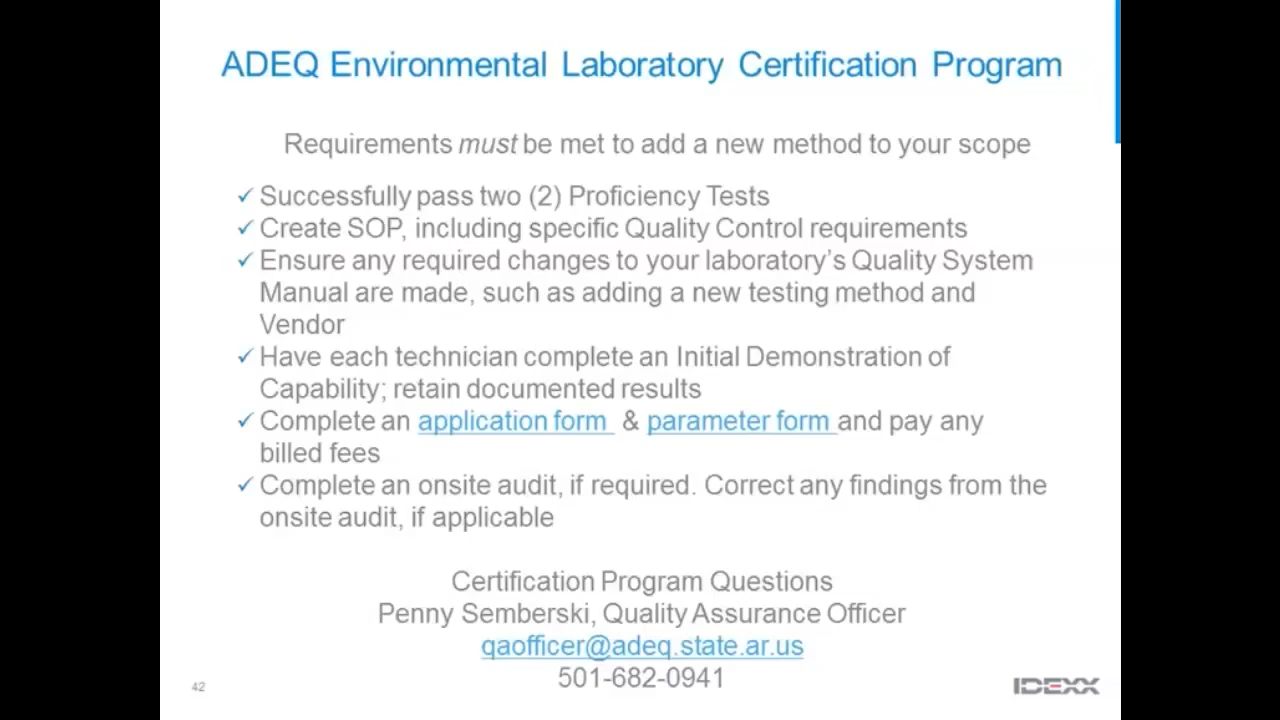 ADEQ Environmental Laboratory Certification Program
Requirements must be met to add a new method to your scope
✓ Successfully pass two (2) Proficiency Tests
✓ Create SOP, including specific Quality Control requirements
✓ Ensure any required changes to your laboratory's Quality System
Manual are made, such as adding a new testing method and
Vendor
✓ Have each technician complete an Initial Demonstration of
Capability; retain documented results
✓ Complete an application form & parameter form and pay any
billed fees
✓ Complete an onsite audit, if required. Correct any findings from the
onsite audit, if applicable
Certification Program Questions
Penny Semberski, Quality Assurance Officer
qaofficer@adeq.state.ar.us
501-682-0941
42
IDEXX